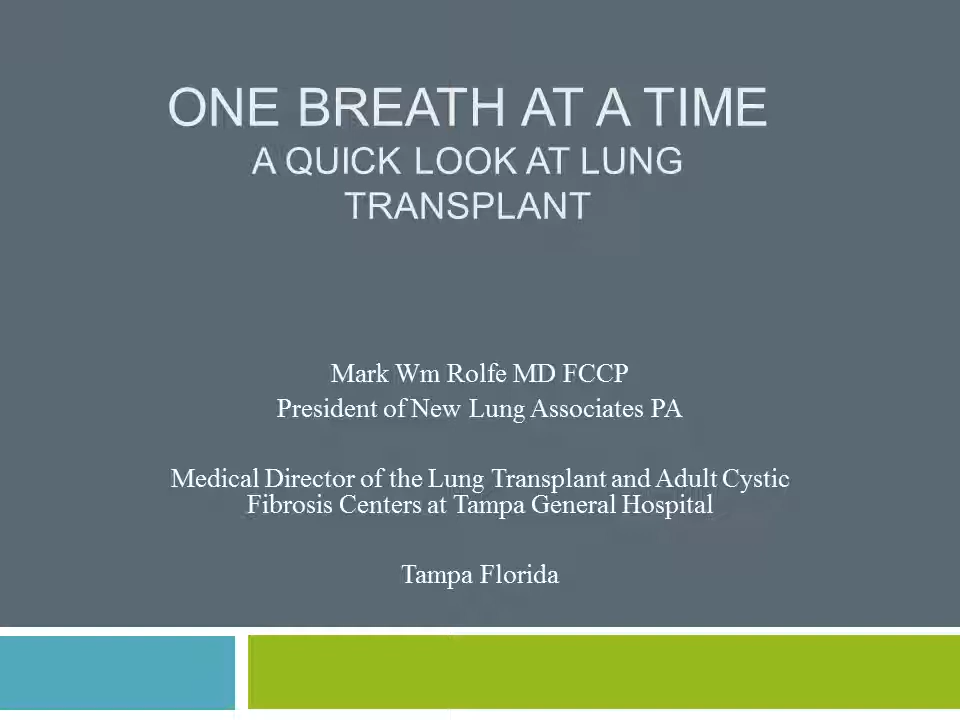 ONE BREATH AT A TIME
A QUICK LOOK AT LUNG
TRANSPLANT
Mark Wm Rolfe MD FCCP
President of New Lung Associates PA
Medical Director of the Lung Transplant and Adult Cystic
Fibrosis Centers at Tampa General Hospital
Tampa Florida